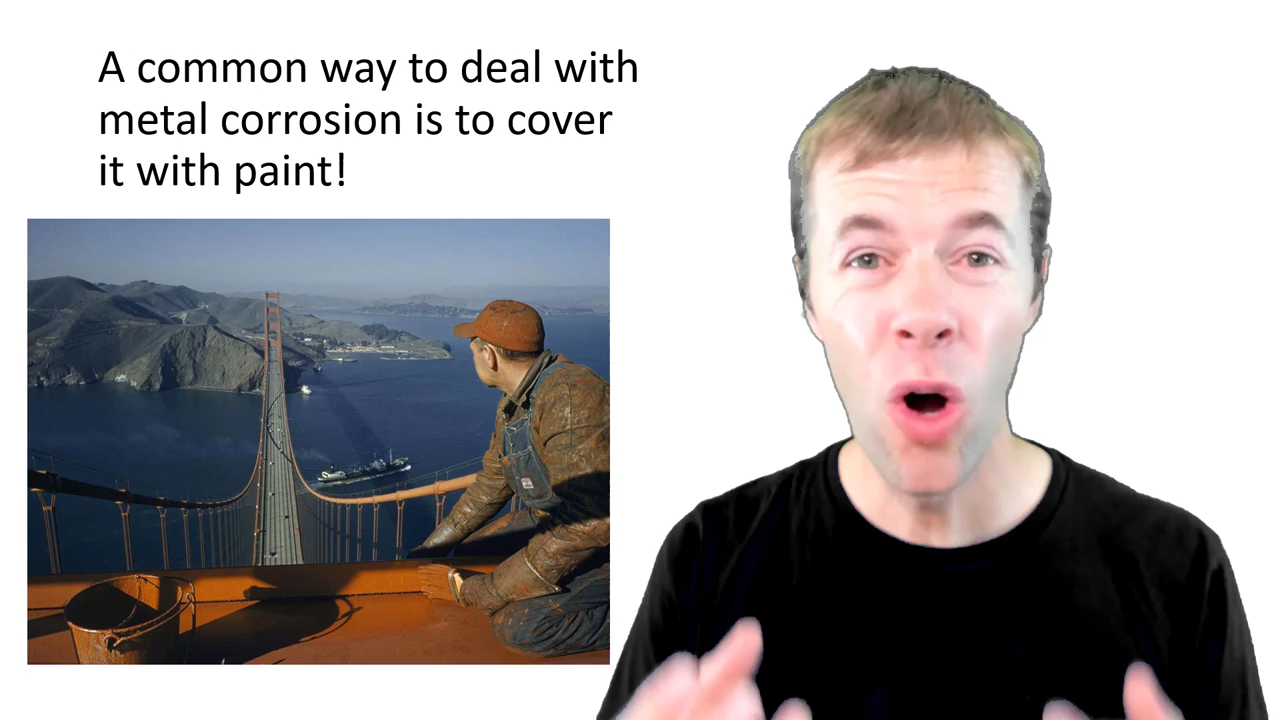 A common way to deal with
metal corrosion is to cover
it with paint!